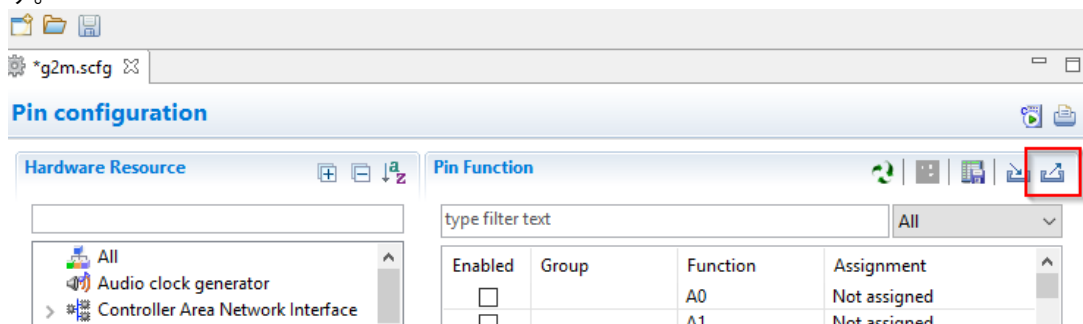 す。
*g2m.scfg
Pin configuration
Hardware Resource
Pin Function
type filter text
All
All
Audio clock generator
Controller Area Network Interface
Enabled Group Function Assignment
A0 Not assigned
A1 Not assigned